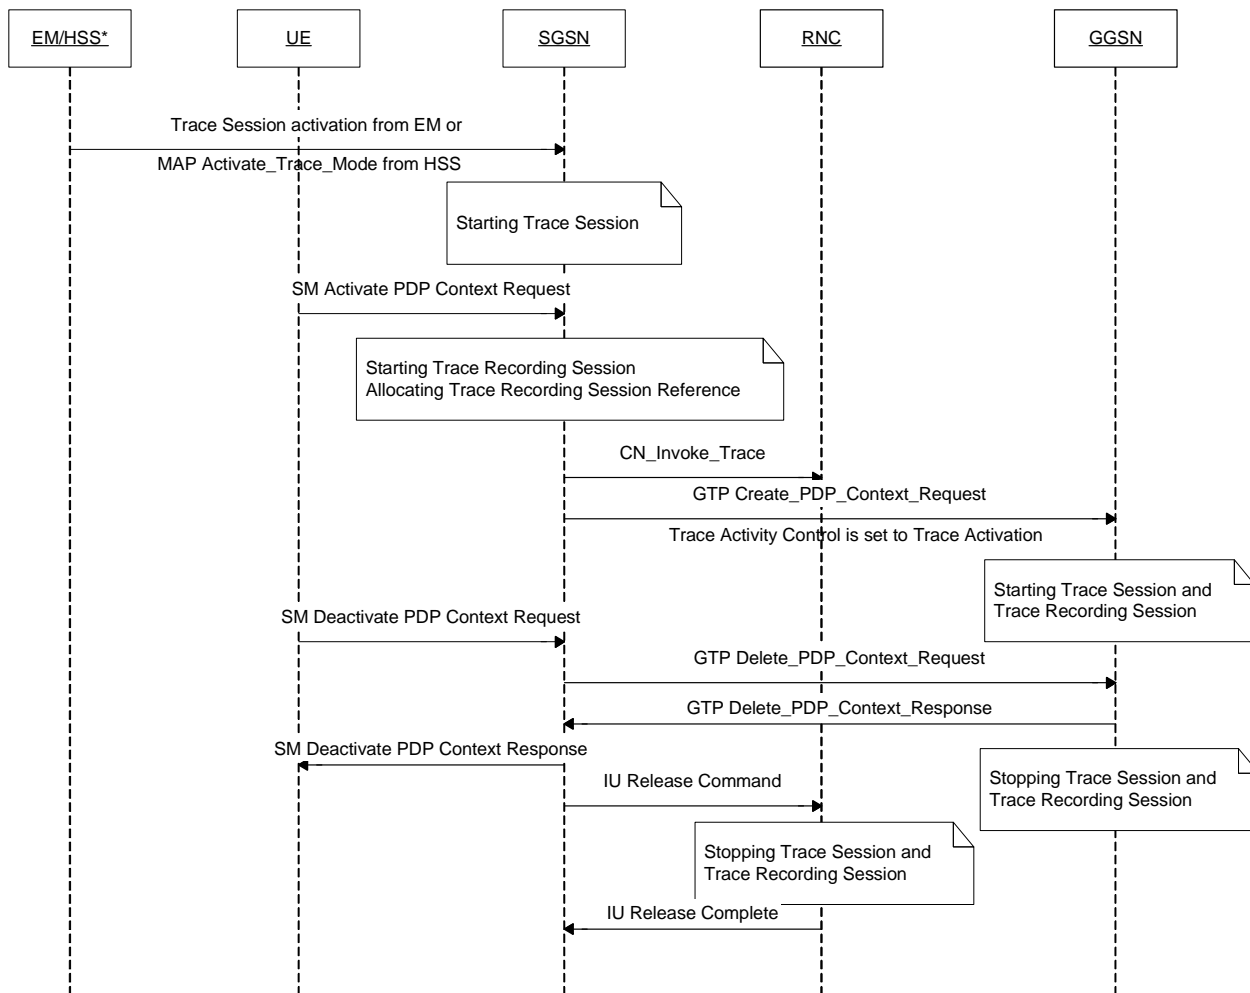 EM/HSS*
UE
SGSN
RNC
GGSN
Trace Session activation from EM or
MAP Activate_Trace_Mode from HSS
Starting Trace Session
SM Activate PDP Context Request
Starting Trace Recording Session
Allocating Trace Recording Session Reference
CN_Invoke_Trace
GTP Create_PDP_Context_Request
Trace Activity Control is set to Trace Activation
Starting Trace Session and
Trace Recording Session
SM Deactivate PDP Context Request
GTP Delete_PDP_Context_Request
GTP Delete_PDP_Context_Response
SM Deactivate PDP Context Response
Stopping Trace Session and
Trace Recording Session
IU Release Command
Stopping Trace Session and
Trace Recording Session
IU Release Complete